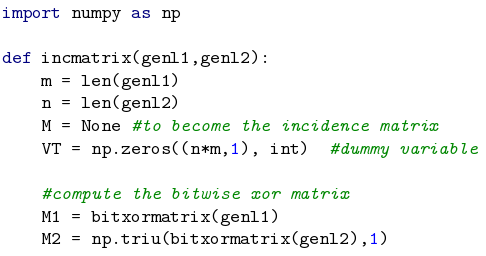 import numpy as np
def incmatrix(genl1,genl2):
m = len(genl1)
n = len(genl2)
M = None #to become the incidence matrix
VT = np.zeros((n*m,1), int)  #dummy variable
#compute the bitwise xor matrix
M1 = bitxormatrix(genl1)
M2 = np.triu(bitxormatrix(genl2),1)